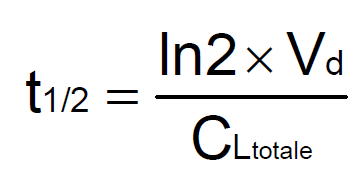 t1/2 = ln2 × Vd
CLtotale